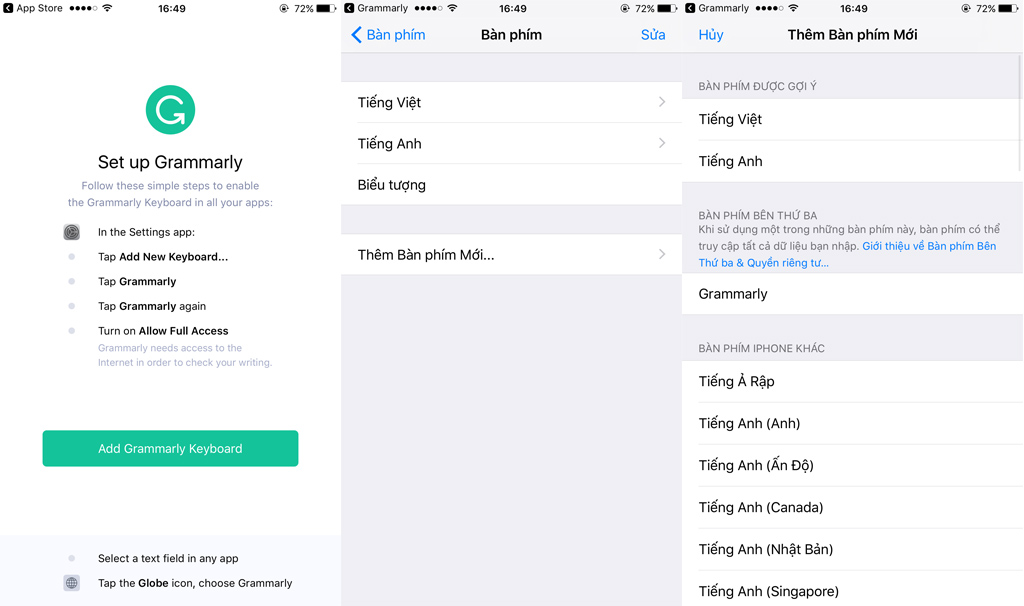 App Store 16:49 72%
Set up Grammarly
Follow these simple steps to enable
the Grammarly Keyboard in all your apps:
In the Settings app:
Tap Add New Keyboard...
Tap Grammarly
Tap Grammarly again
Turn on Allow Full Access
Grammarly needs access to the
Internet in order to check your writing.
Add Grammarly Keyboard
Select a text field in any app
Tap the Globe icon, choose Grammarly
Grammarly 16:49 72%
Bàn phím Bàn phím Sửa
Tiếng Việt
Tiếng Anh
Biểu tượng
Thêm Bàn phím Mới...
Grammarly 16:49 72%
Hủy Thêm Bàn phím Mới
BÀN PHÍM ĐƯỢC GỢI Ý
Tiếng Việt
Tiếng Anh
BÀN PHÍM BÊN THỨ BA
Khi sử dụng một trong những bàn phím này, bàn phím có thể
truy cập tất cả dữ liệu bạn nhập. Giới thiệu về Bàn phím Bên
Thứ ba & Quyền riêng tư...
Grammarly
BÀN PHÍM IPHONE KHÁC
Tiếng Ả Rập
Tiếng Anh (Anh)
Tiếng Anh (Ấn Độ)
Tiếng Anh (Canada)
Tiếng Anh (Nhật Bản)
Tiếng Anh (Singapore)